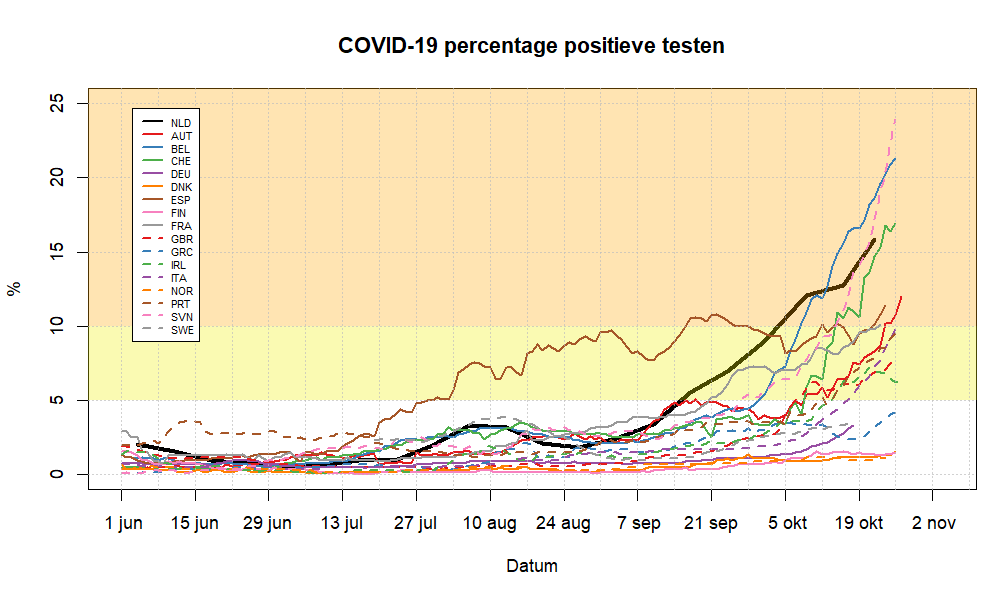 COVID-19 percentage positieve testen
%
25
20
15
10
5
0
NLD
AUT
BEL
CHE
DEU
DNK
ESP
FIN
FRA
GBR
GRC
IRL
ITA
NOR
PRT
SVN
SWE
1 jun 15 jun 29 jun 13 jul 27 jul 10 aug 24 aug 7 sep 21 sep 5 okt 19 okt 2 nov
Datum